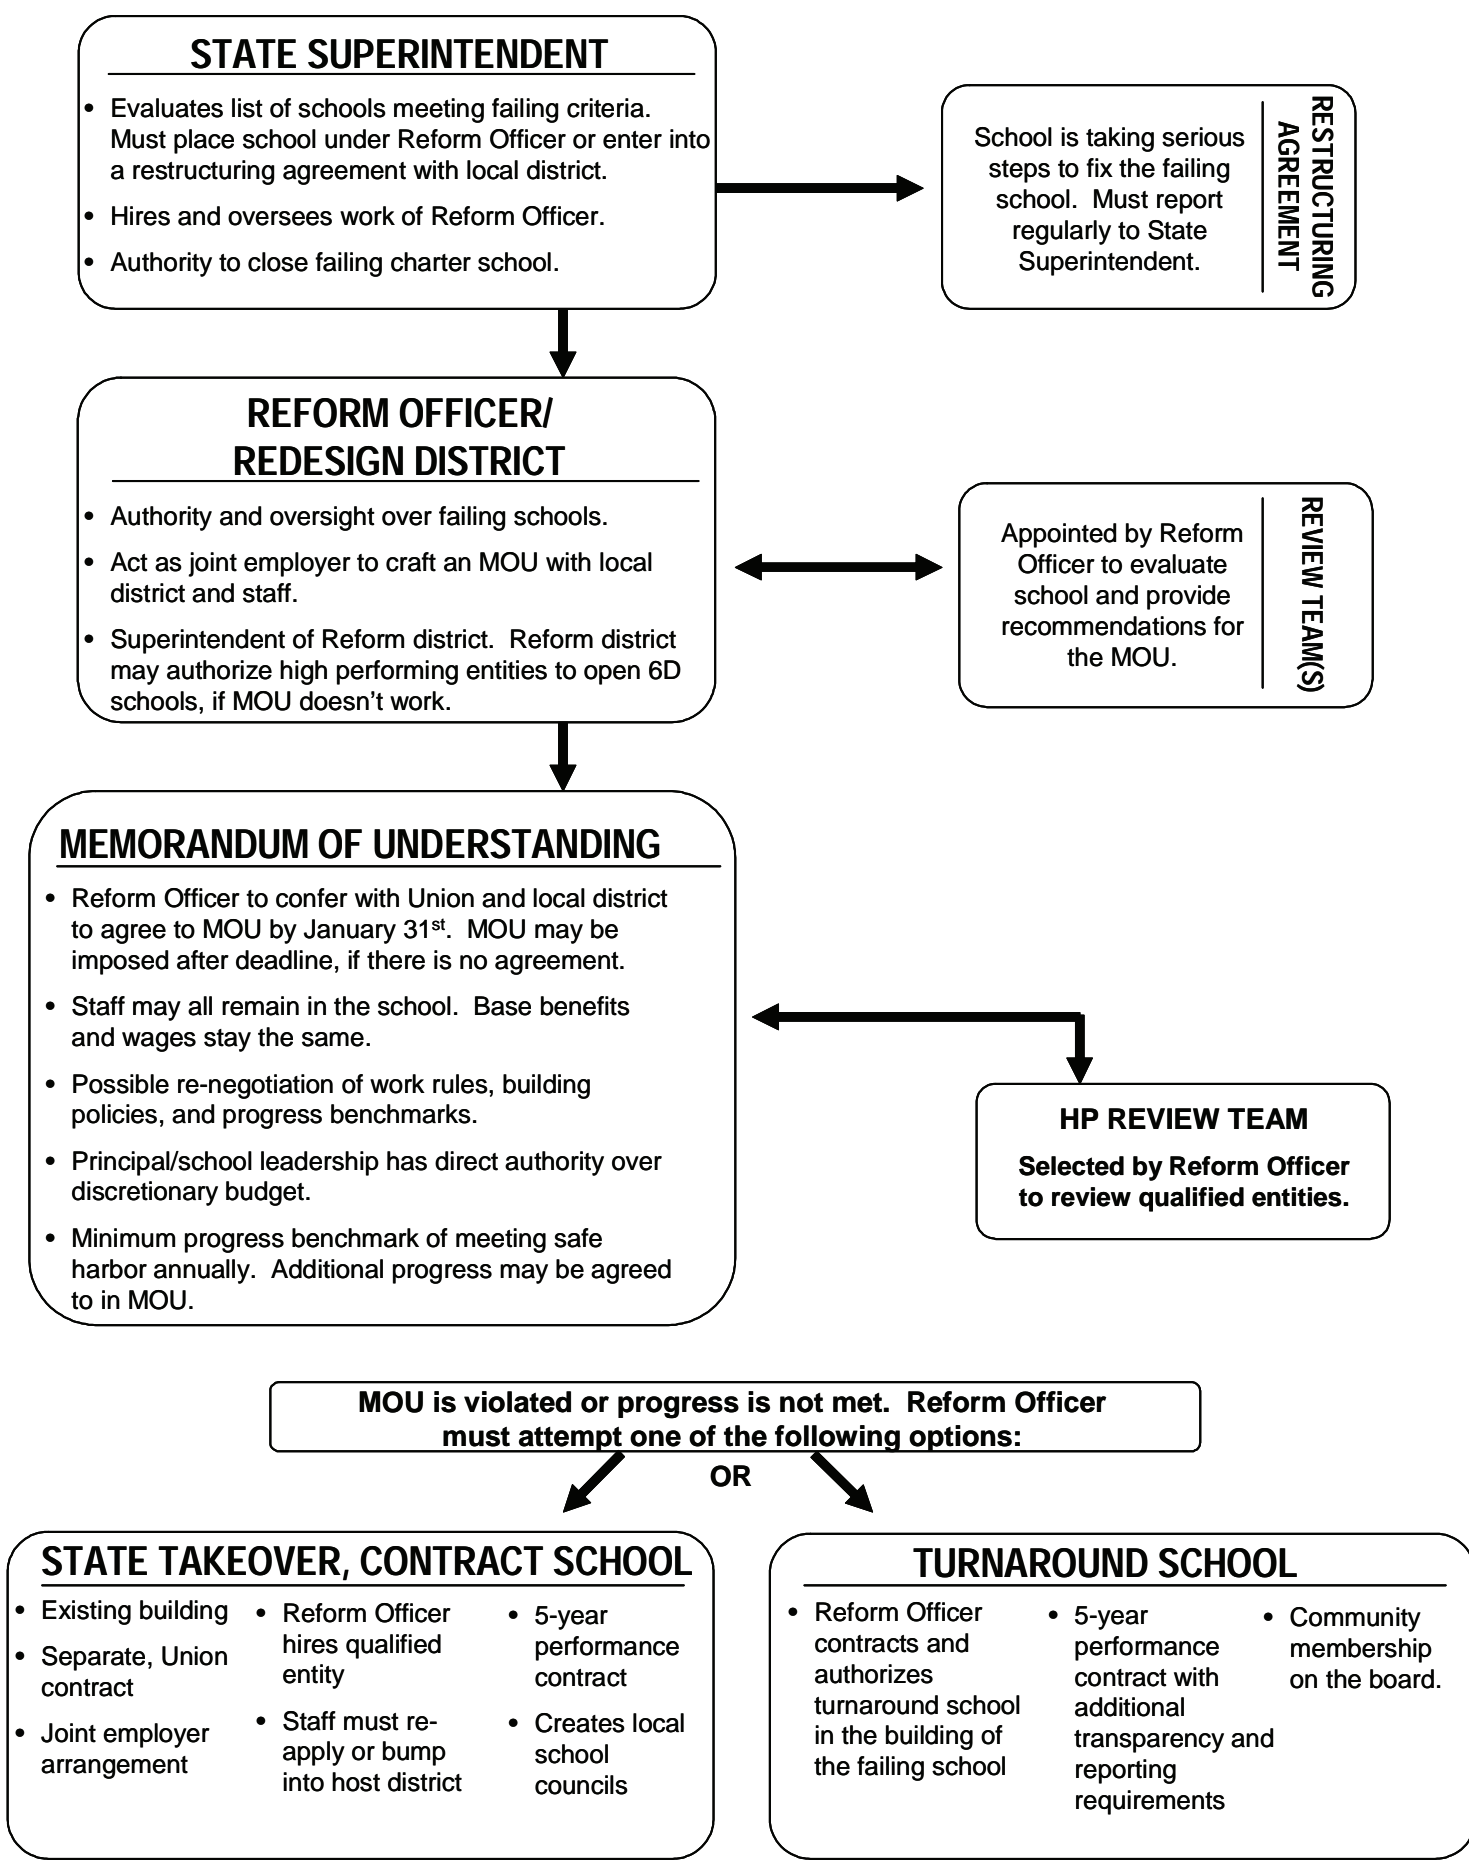 STATE SUPERINTENDENT
• Evaluates list of schools meeting failing criteria.
Must place school under Reform Officer or enter into
a restructuring agreement with local district.
• Hires and oversees work of Reform Officer.
• Authority to close failing charter school.
School is taking serious
steps to fix the failing
school. Must report
regularly to State
Superintendent.
RESTRUCTURING
AGREEMENT
REFORM OFFICER/
REDESIGN DISTRICT
• Authority and oversight over failing schools.
• Act as joint employer to craft an MOU with local
district and staff.
• Superintendent of Reform district. Reform district
may authorize high performing entities to open 6D
schools, if MOU doesn’t work.
Appointed by Reform
Officer to evaluate
school and provide
recommendations for
the MOU.
REVIEW TEAM(S)
MEMORANDUM OF UNDERSTANDING
• Reform Officer to confer with Union and local district
to agree to MOU by January 31st. MOU may be
imposed after deadline, if there is no agreement.
• Staff may all remain in the school. Base benefits
and wages stay the same.
• Possible re-negotiation of work rules, building
policies, and progress benchmarks.
• Principal/school leadership has direct authority over
discretionary budget.
• Minimum progress benchmark of meeting safe
harbor annually. Additional progress may be agreed
to in MOU.
HP REVIEW TEAM
Selected by Reform Officer
to review qualified entities.
MOU is violated or progress is not met. Reform Officer
must attempt one of the following options:
OR
STATE TAKEOVER, CONTRACT SCHOOL
• Existing building
• Separate, Union
contract
• Joint employer
arrangement
• Reform Officer
hires qualified
entity
• Staff must re-
apply or bump
into host district
• 5-year
performance
contract
• Creates local
school
councils
TURNAROUND SCHOOL
• Reform Officer
contracts and
authorizes
turnaround school
in the building of
the failing school
• 5-year
performance
contract with
additional
transparency and
reporting
requirements
• Community
membership
on the board.